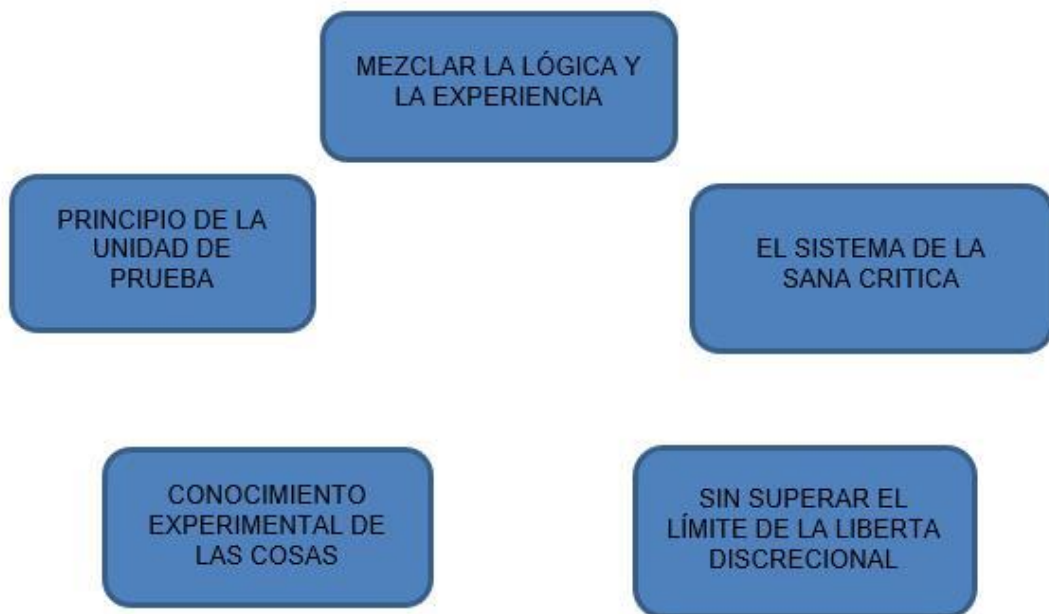 MEZCLAR LA LÓGICA Y
LA EXPERIENCIA
PRINCIPIO DE LA
UNIDAD DE
PRUEBA
EL SISTEMA DE LA
SANA CRITICA
CONOCIMIENTO
EXPERIMENTAL DE
LAS COSAS
SIN SUPERAR EL
LÍMITE DE LA LIBERTA
DISCRECIONAL